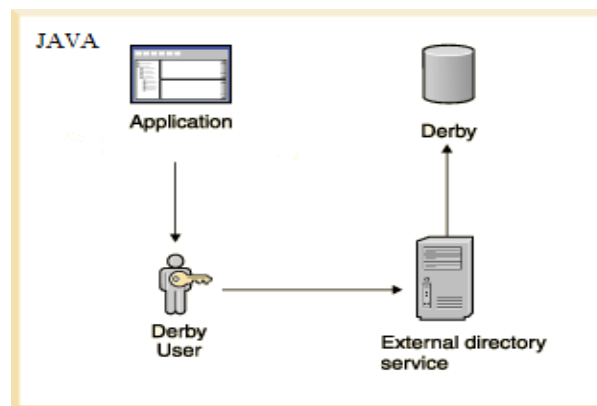 JAVA
Application
Derby
Derby
User
External directory
service